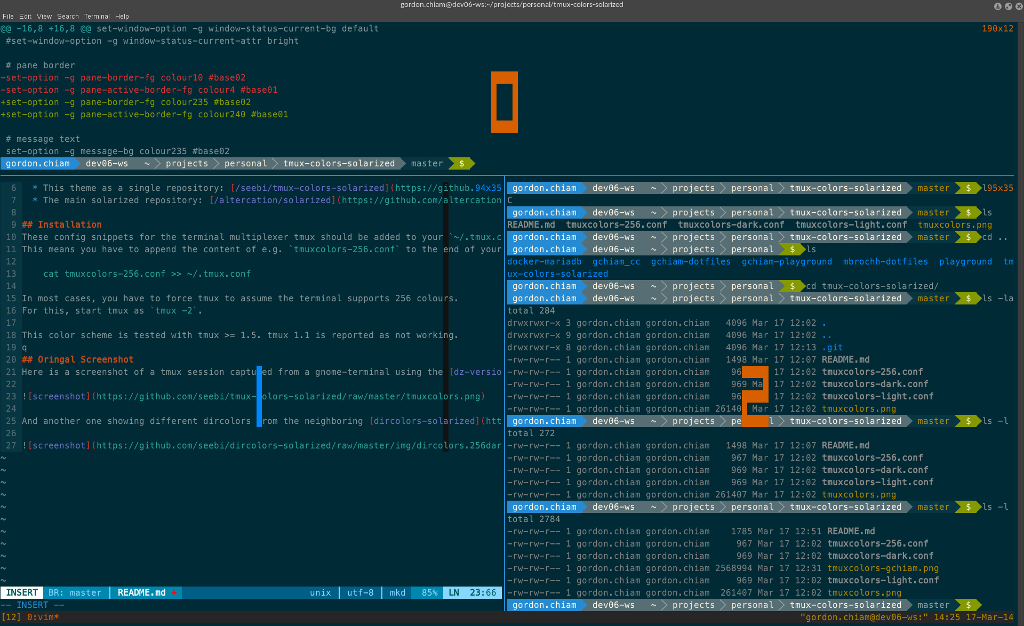 gordon.chiam@dev06-ws:~/projects/personal/tmux-colors-solarized
File Edit View Search Terminal Help
@@ -16,8 +16,8 @@ set-window-option -g window-status-current-bg default
190x12
 #set-window-option -g window-status-current-attr bright
 # pane border
-set-option -g pane-border-fg colour10 #base02
-set-option -g pane-active-border-fg colour4 #base01
+set-option -g pane-border-fg colour235 #base02
+set-option -g pane-active-border-fg colour240 #base01
0
 # message text
 set-option -g message-bg colour235 #base02
gordon.chiam dev06-ws ~ projects personal tmux-colors-solarized master $
6 * This theme as a single repository: [/seebi/tmux-colors-solarized](https://github.94x35
7 * The main solarized repository: [/altercation/solarized](https://github.com/altercation
8
9 ## Installation
10 These config snippets for the terminal multiplexer tmux should be added to your `~/.tmux.c
11 This means you have to append the content of e.g. `tmuxcolors-256.conf` to the end of your
12
13 cat tmuxcolors-256.conf >> ~/.tmux.conf
14
15 In most cases, you have to force tmux to assume the terminal supports 256 colours.
16 For this, start tmux as `tmux -2`.
17
18 This color scheme is tested with tmux >= 1.5. tmux 1.1 is reported as not working.
19 q
20 ## Oringal Screenshot
21 Here is a screenshot of a tmux session captured from a gnome-terminal using the [dz-versio
22
23 ![screenshot](https://github.com/seebi/tmux-colors-solarized/raw/master/tmuxcolors.png)
24
25 And another one showing different dircolors from the neighboring [dircolors-solarized](htt
26
27 ![screenshot](https://github.com/seebi/dircolors-solarized/raw/master/img/dircolors.256dar
~
~
~
~
~
~
~
~
~
~
~
1
INSERT BR: master README.md + unix utf-8 mkd 85% LN 23:66
-- INSERT --
gordon.chiam dev06-ws ~ projects personal tmux-colors-solarized master $ l95x35
C
gordon.chiam dev06-ws ~ projects personal tmux-colors-solarized master $ ls
README.md tmuxcolors-256.conf tmuxcolors-dark.conf tmuxcolors-light.conf tmuxcolors.png
gordon.chiam dev06-ws ~ projects personal tmux-colors-solarized master $ cd ..
gordon.chiam dev06-ws ~ projects personal $ ls
docker-mariadb gchiam_cc gchiam-dotfiles gchiam-playground mbrochh-dotfiles playground tm
ux-colors-solarized
gordon.chiam dev06-ws ~ projects personal $ cd tmux-colors-solarized/
gordon.chiam dev06-ws ~ projects personal tmux-colors-solarized master $ ls -la
total 284
drwxrwxr-x 3 gordon.chiam gordon.chiam 4096 Mar 17 12:02 .
drwxrwxr-x 9 gordon.chiam gordon.chiam 4096 Mar 17 12:02 ..
drwxrwxr-x 8 gordon.chiam gordon.chiam 4096 Mar 17 12:13 .git
-rw-rw-r-- 1 gordon.chiam gordon.chiam 1498 Mar 17 12:07 README.md
-rw-rw-r-- 1 gordon.chiam gordon.chiam 96 17 12:02 tmuxcolors-256.conf
-rw-rw-r-- 1 gordon.chiam gordon.chiam 969 Ma 17 12:02 tmuxcolors-dark.conf
-rw-rw-r-- 1 gordon.chiam gordon.chiam 96 17 12:02 tmuxcolors-light.conf
-rw-rw-r-- 1 gordon.chiam gordon.chiam 26140 Mar 17 12:02 tmuxcolors.png
2
gordon.chiam dev06-ws ~ projects pe l tmux-colors-solarized master $ ls -l
total 272
-rw-rw-r-- 1 gordon.chiam gordon.chiam 1498 Mar 17 12:07 README.md
-rw-rw-r-- 1 gordon.chiam gordon.chiam 967 Mar 17 12:02 tmuxcolors-256.conf
-rw-rw-r-- 1 gordon.chiam gordon.chiam 969 Mar 17 12:02 tmuxcolors-dark.conf
-rw-rw-r-- 1 gordon.chiam gordon.chiam 969 Mar 17 12:02 tmuxcolors-light.conf
-rw-rw-r-- 1 gordon.chiam gordon.chiam 261407 Mar 17 12:02 tmuxcolors.png
gordon.chiam dev06-ws ~ projects personal tmux-colors-solarized master $ ls -l
total 2784
-rw-rw-r-- 1 gordon.chiam gordon.chiam 1785 Mar 17 12:51 README.md
-rw-rw-r-- 1 gordon.chiam gordon.chiam 967 Mar 17 12:02 tmuxcolors-256.conf
-rw-rw-r-- 1 gordon.chiam gordon.chiam 969 Mar 17 12:02 tmuxcolors-dark.conf
-rw-rw-r-- 1 gordon.chiam gordon.chiam 2568994 Mar 17 12:31 tmuxcolors-gchiam.png
-rw-rw-r-- 1 gordon.chiam gordon.chiam 969 Mar 17 12:02 tmuxcolors-light.conf
-rw-rw-r-- 1 gordon.chiam gordon.chiam 261407 Mar 17 12:02 tmuxcolors.png
gordon.chiam dev06-ws ~ projects personal tmux-colors-solarized master $
[12] 0:vim*
"gordon.chiam@dev06-ws:" 14:25 17-Mar-14